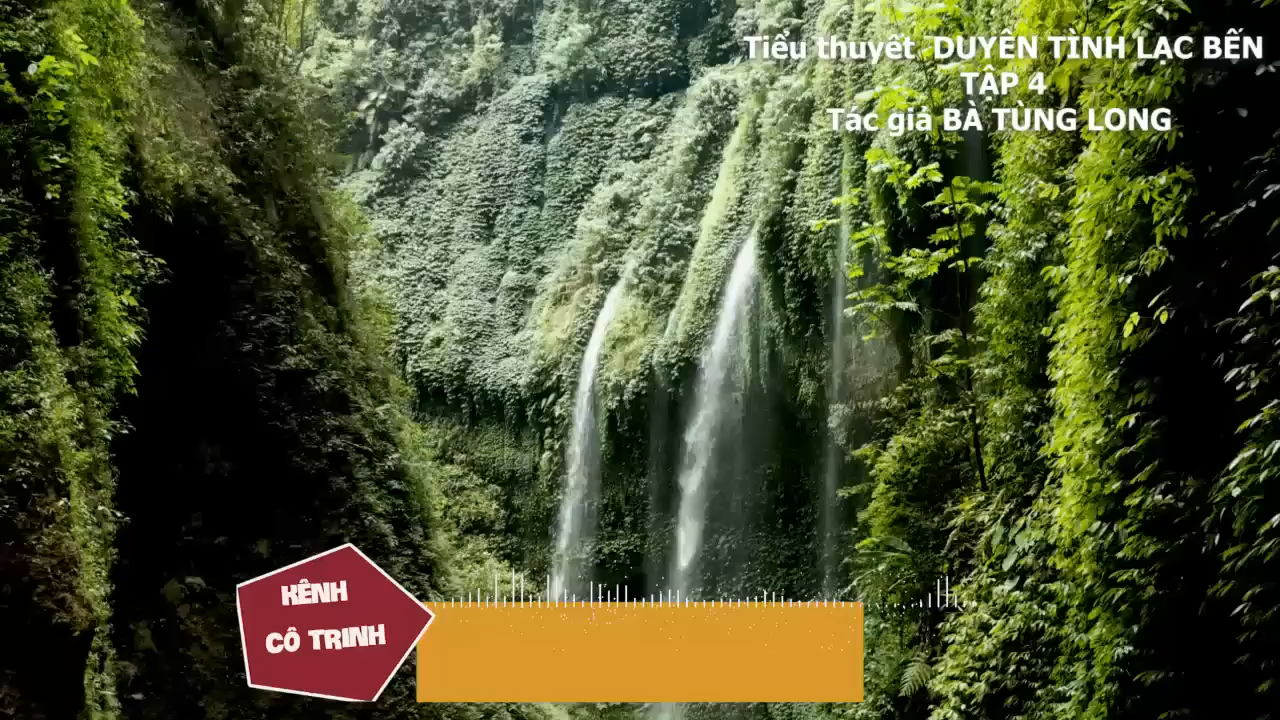 Tiểu thuyết DUYÊN TÌNH LẠC BẾN
TẬP 4
Tác giả BÀ TÙNG LONG
KÊNH
CÔ TRINH